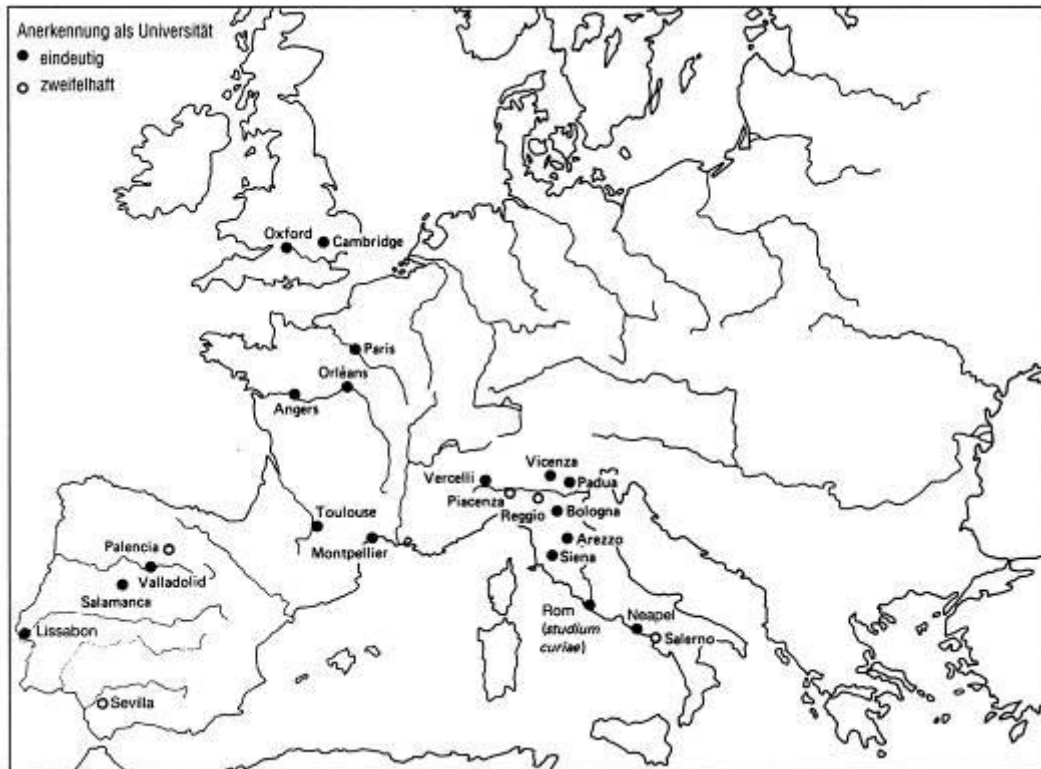 Anerkennung als Universität
eindeutig
zweifelhaft
Oxford
Cambridge
Paris
Orléans
Angers
Vicenza
Vercelli
Padua
Piacenza
Reggio
Bologna
Toulouse
Montpellier
Arezzo
Siena
Palencia
Valladolid
Salamanca
Lissabon
Rom
(studium
curiae)
Neapel
Salerno
Sevilla